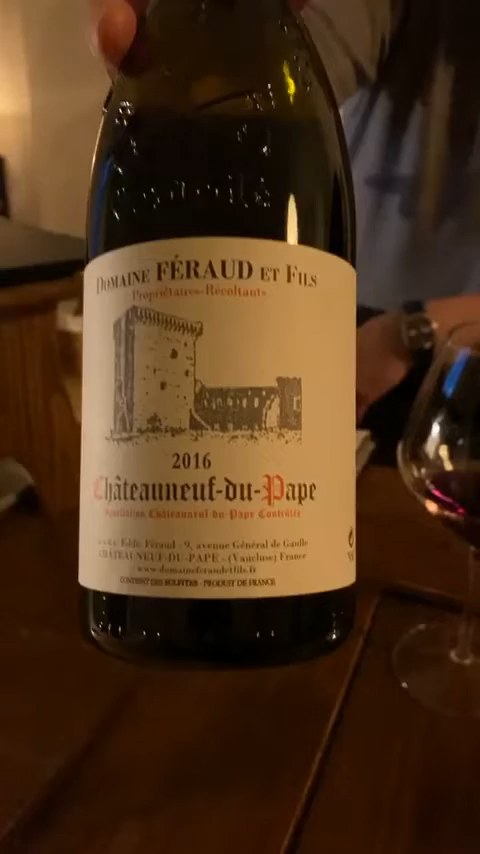 DOMAINE FÉRAUD ET FILS
Propriétaires-Récoltants
2016
Châteauneuf-du-Pape
Appellation Châteauneuf du Pape Contrôlée
Eddie Féraud - 9, avenue Général de Gaulle
CHATEAUNEUF-DU-PAPE - (Vaucluse) France
www.domaineferaudetfils.fr
CONTIENT DES SULFITES - PRODUIT DE FRANCE